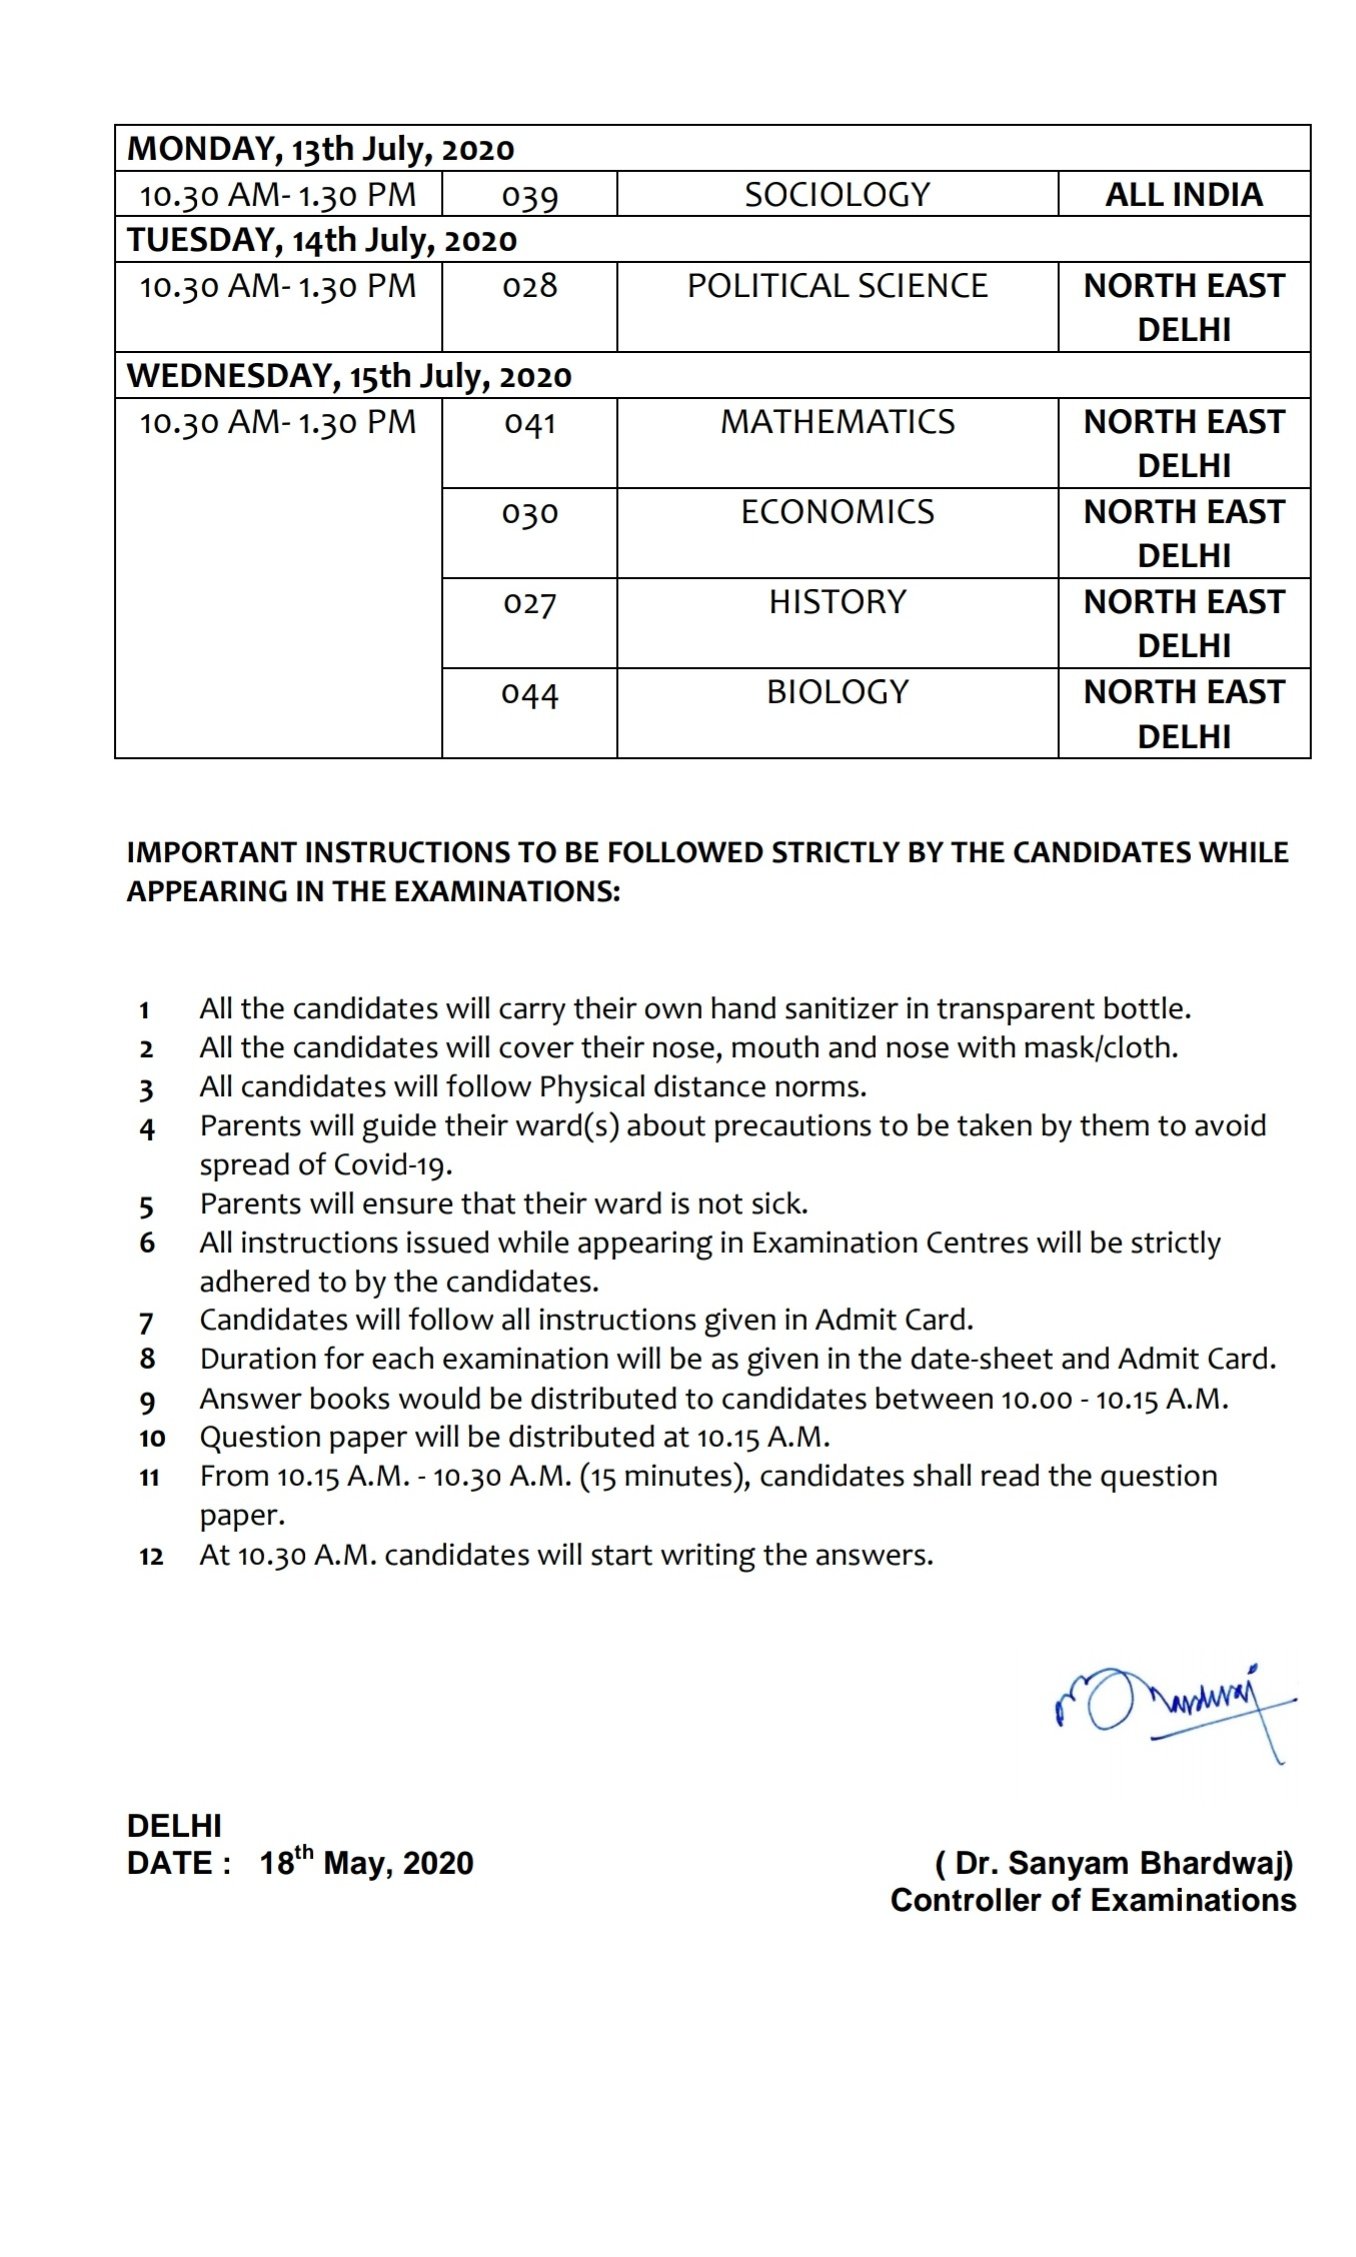 MONDAY, 13th July, 2020
10.30 AM- 1.30 PM 039 SOCIOLOGY ALL INDIA
TUESDAY, 14th July, 2020
10.30 AM- 1.30 PM 028 POLITICAL SCIENCE NORTH EAST
DELHI
WEDNESDAY, 15th July, 2020
10.30 AM- 1.30 PM 041 MATHEMATICS NORTH EAST
DELHI
030 ECONOMICS NORTH EAST
DELHI
027 HISTORY NORTH EAST
DELHI
044 BIOLOGY NORTH EAST
DELHI
IMPORTANT INSTRUCTIONS TO BE FOLLOWED STRICTLY BY THE CANDIDATES WHILE
APPEARING IN THE EXAMINATIONS:
1 All the candidates will carry their own hand sanitizer in transparent bottle.
2 All the candidates will cover their nose, mouth and nose with mask/cloth.
3 All candidates will follow Physical distance norms.
4 Parents will guide their ward(s) about precautions to be taken by them to avoid
spread of Covid-19.
5 Parents will ensure that their ward is not sick.
6 All instructions issued while appearing in Examination Centres will be strictly
adhered to by the candidates.
7 Candidates will follow all instructions given in Admit Card.
8 Duration for each examination will be as given in the date-sheet and Admit Card.
9 Answer books would be distributed to candidates between 10.00 - 10.15 A.M.
10 Question paper will be distributed at 10.15 A.M.
11 From 10.15 A.M. - 10.30 A.M. (15 minutes), candidates shall read the question
paper.
12 At 10.30 A.M. candidates will start writing the answers.
DELHI
DATE : 18th May, 2020 ( Dr. Sanyam Bhardwaj)
Controller of Examinations